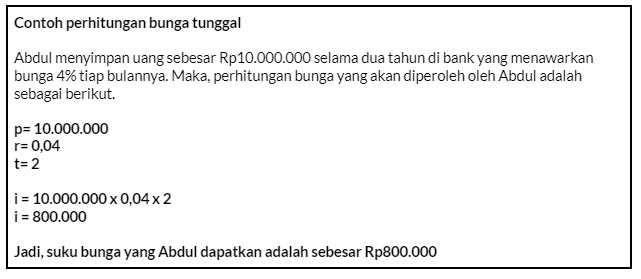 Contoh perhitungan bunga tunggal
Abdul menyimpan uang sebesar Rp10.000.000 selama dua tahun di bank yang menawarkan
bunga 4% tiap bulannya. Maka, perhitungan bunga yang akan diperoleh oleh Abdul adalah
sebagai berikut.
p= 10.000.000
r= 0,04
t= 2
i = 10.000.000 x 0,04 x 2
i = 800.000
Jadi, suku bunga yang Abdul dapatkan adalah sebesar Rp800.000